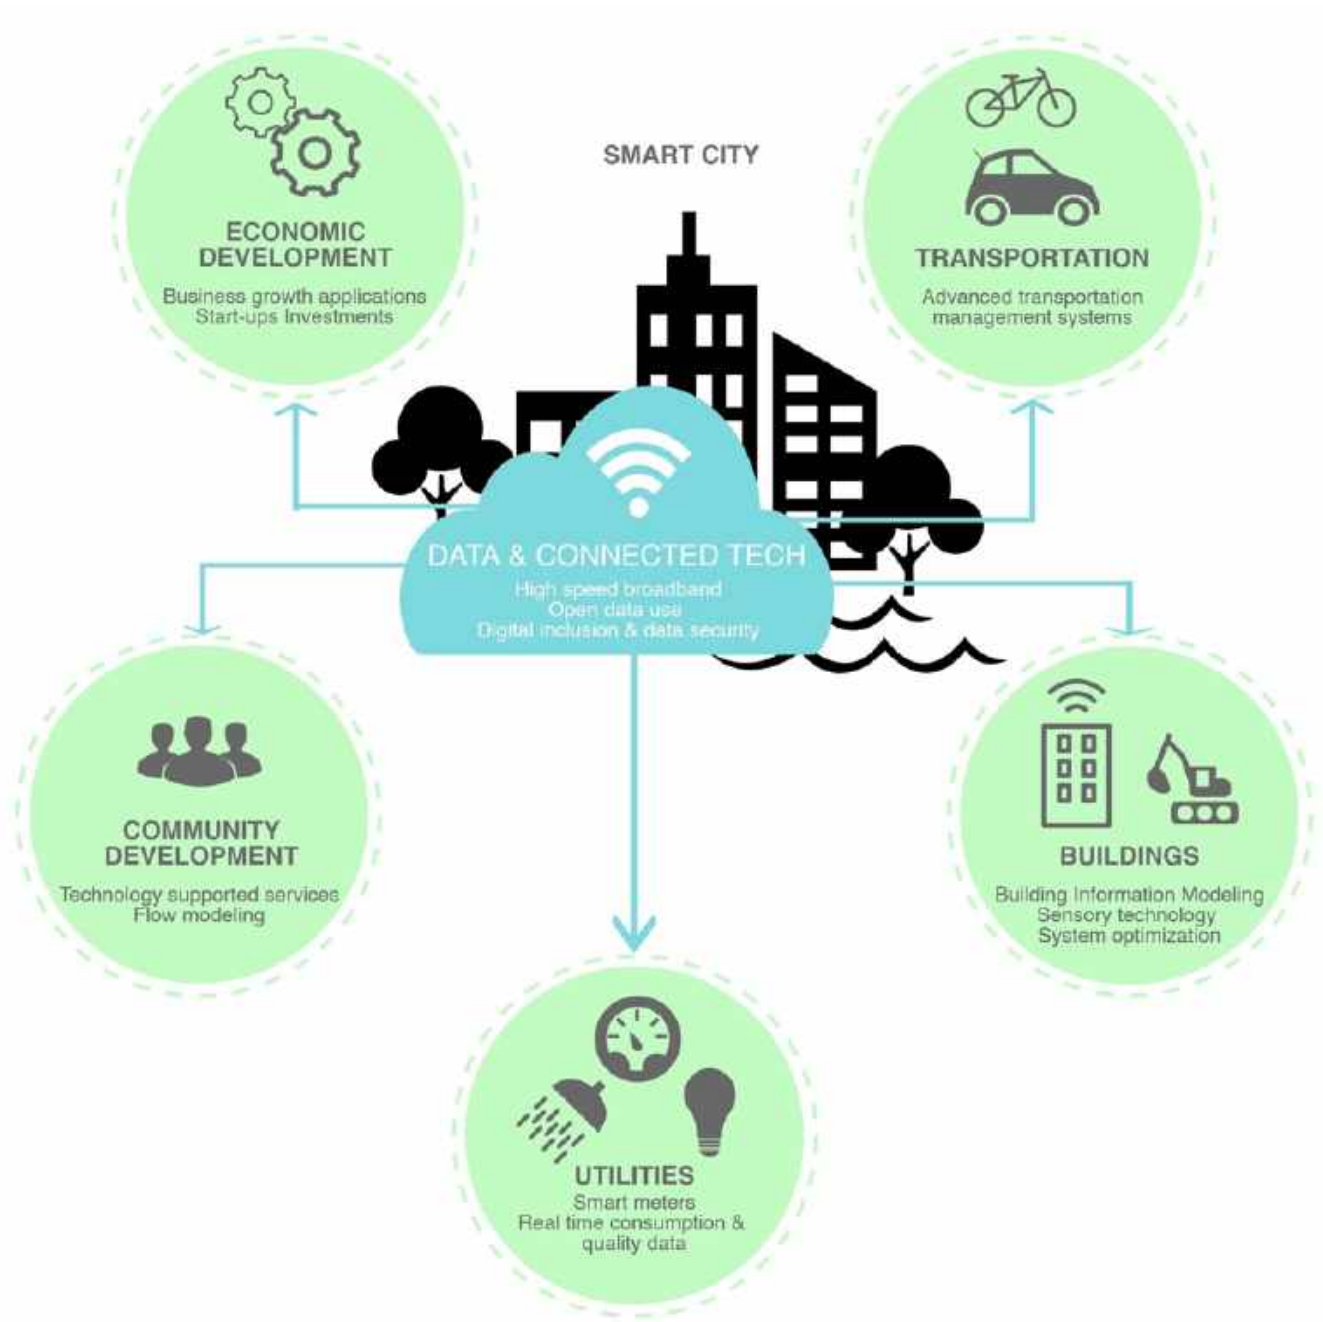 SMART CITY
ECONOMIC
DEVELOPMENT
Business growth applications
Start-ups Investments
TRANSPORTATION
Advanced transportation
management systems
DATA & CONNECTED TECH
High speed broadband
Open data use
Digital inclusion & data security
COMMUNITY
DEVELOPMENT
Technology supported services
Flow modeling
BUILDINGS
Building Information Modeling
Sensory technology
System optimization
UTILITIES
Smart meters
Real time consumption &
quality data